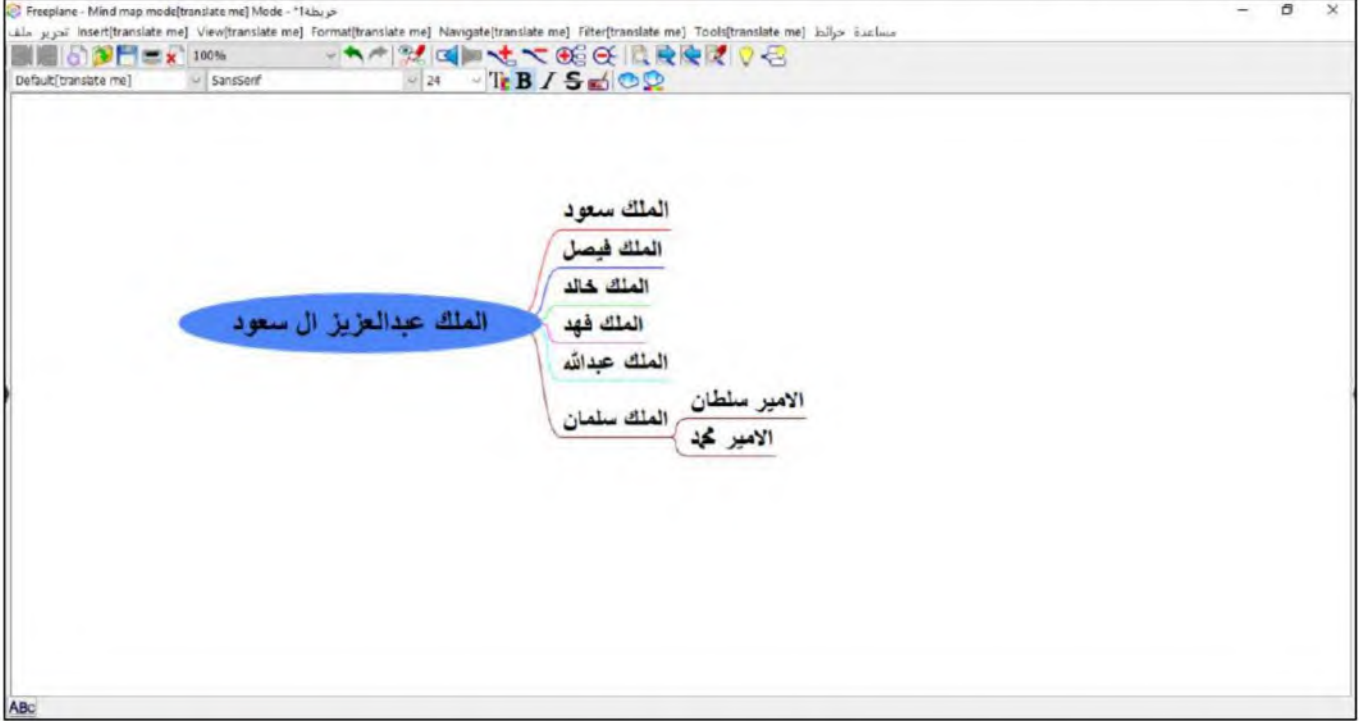 Freeplane - Mind map mode[translate me] Mode - *خريطة1
ملف تحرير Insert[translate me] View[translate me] Format[translate me] Navigate[translate me] Filter[translate me] Tools[translate me] خرائط مساعدة
100%
Default[translate me] SansSerif 24 T B I S
الملك سعود
الملك فيصل
الملك خالد
الملك عبدالعزيز ال سعود
الملك فهد
الملك عبدالله
الامير سلطان
الملك سلمان
الامير محمد
ABC